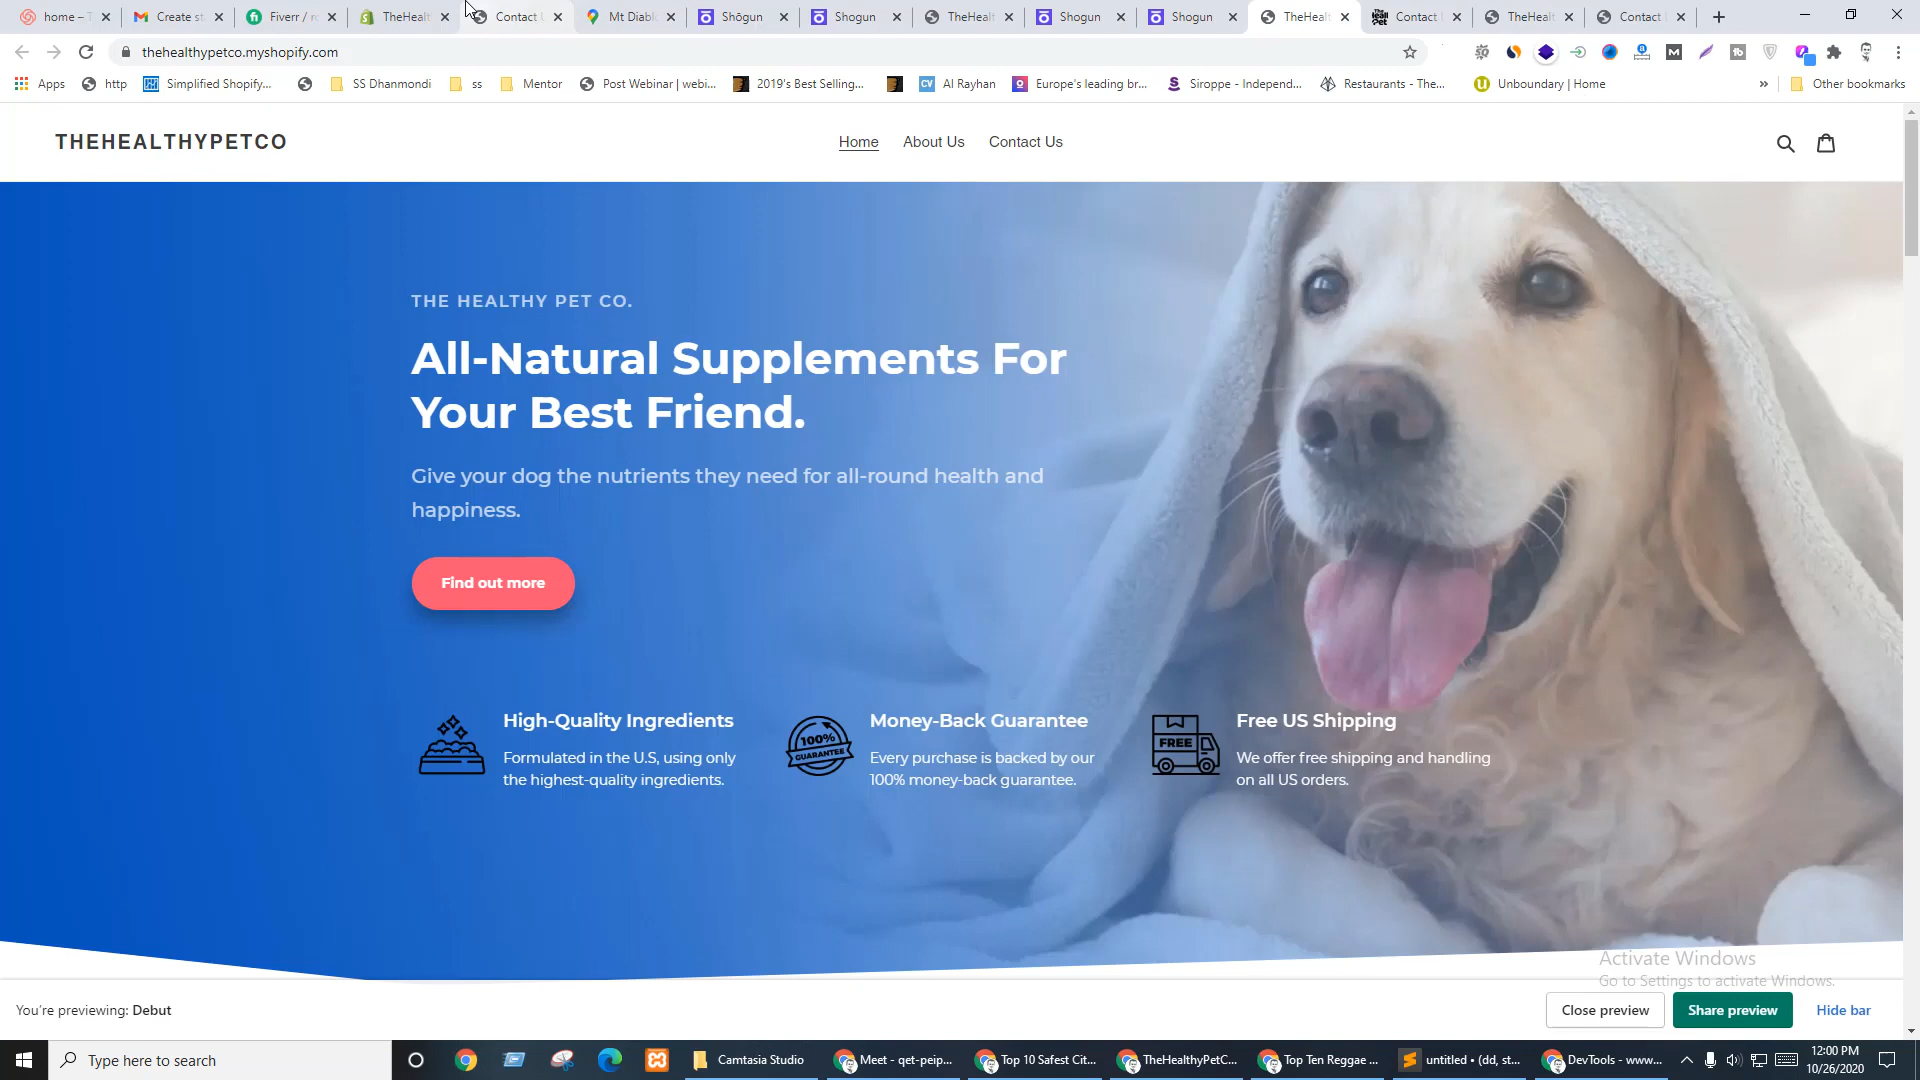 home – T
Create st
Fiverr / ro
TheHealt
Contact
Mt Diabl
Shōgun
Shogun
TheHealt
Shogun
Shogun
TheHealt
Contact
TheHealt
Contact
thehealthypetco.myshopify.com
Apps
http
Simplified Shopify...
SS Dhanmondi
ss
Mentor
Post Webinar | webi...
2019's Best Selling...
CV
Al Rayhan
Europe's leading br...
Siroppe - Independ...
Restaurants - The...
Unboundary | Home
»
Other bookmarks
THEHEALTHYPETCO
Home
About Us
Contact Us
THE HEALTHY PET CO.
All-Natural Supplements For
Your Best Friend.
Give your dog the nutrients they need for all-round health and
happiness.
Find out more
High-Quality Ingredients
Formulated in the U.S, using only
the highest-quality ingredients.
100%
GUARANTEE
Money-Back Guarantee
Every purchase is backed by our
100% money-back guarantee.
FREE
Free US Shipping
We offer free shipping and handling
on all US orders.
Activate Windows
Go to Settings to activate Windows.
You're previewing: Debut
Close preview
Share preview
Hide bar
Type here to search
Camtasia Studio
Meet - qet-peip...
Top 10 Safest Cit...
TheHealthyPetC...
Top Ten Reggae ...
untitled • (dd, st...
DevTools - www...
12:00 PM
10/26/2020